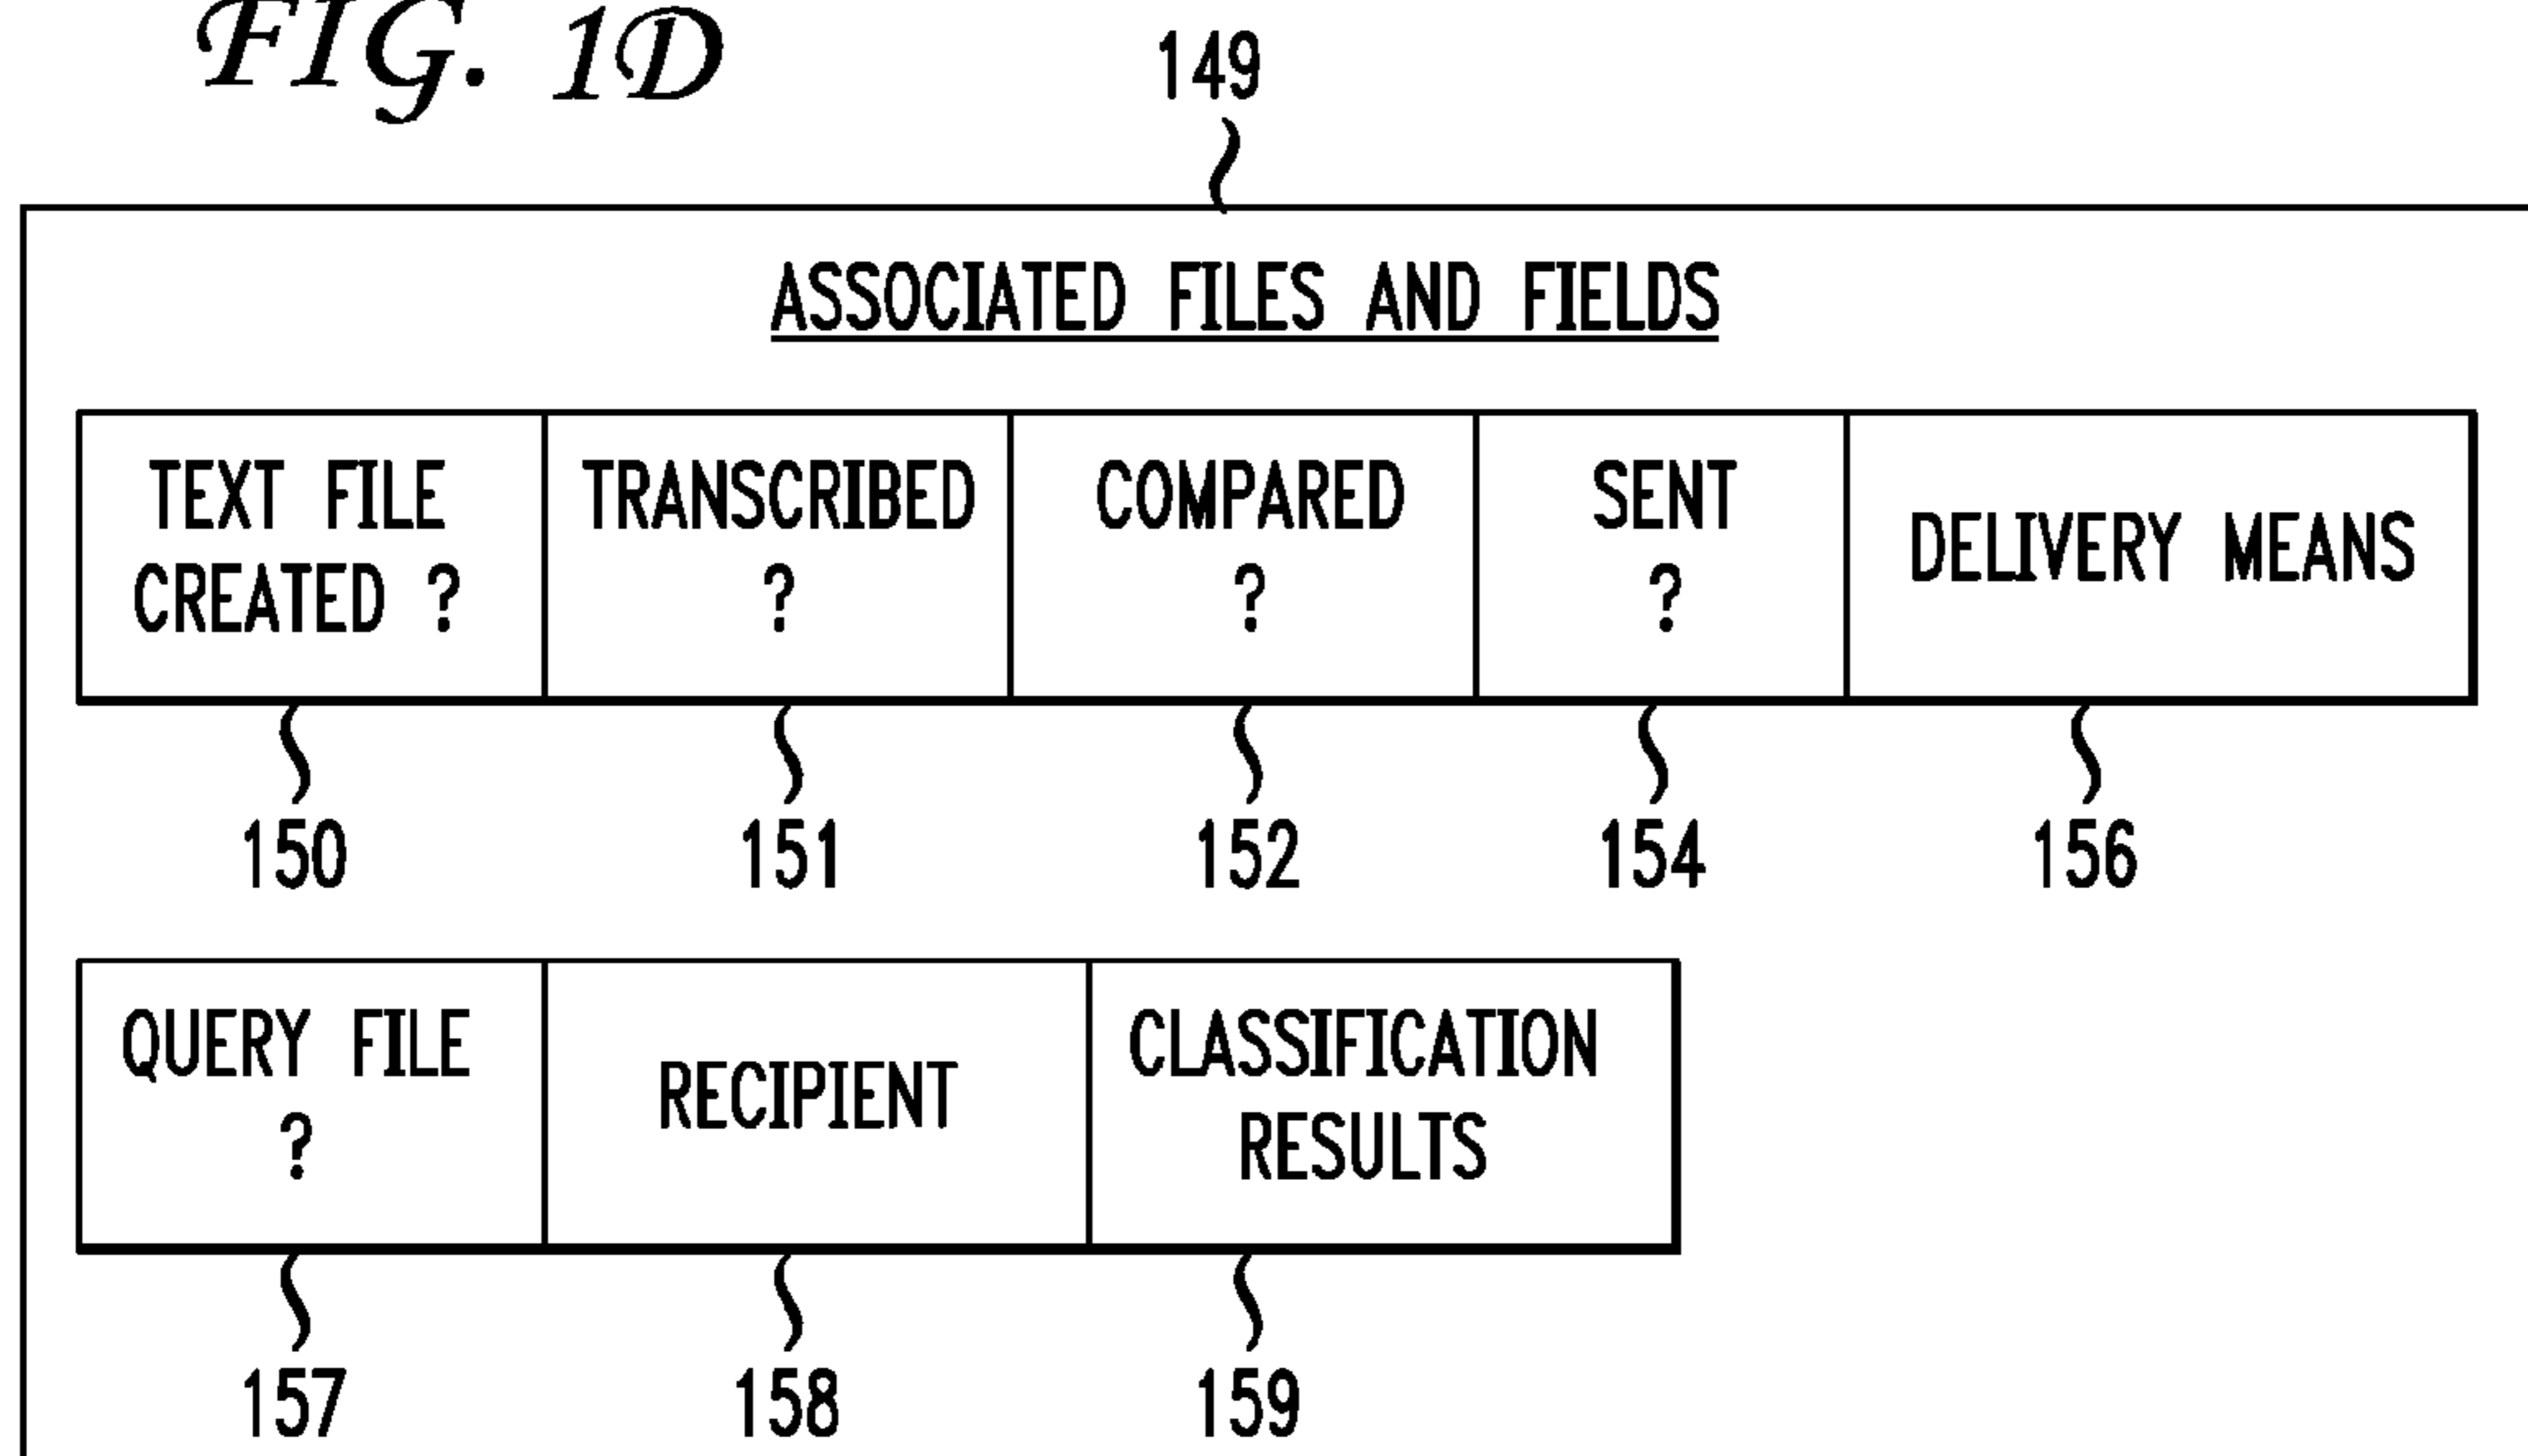 FIG. 1D
149
ASSOCIATED FILES AND FIELDS
TEXT FILE
CREATED ?
TRANSCRIBED
?
COMPARED
?
SENT
?
DELIVERY MEANS
150 151 152 154 156
QUERY FILE
?
RECIPIENT
CLASSIFICATION
RESULTS
157 158 159